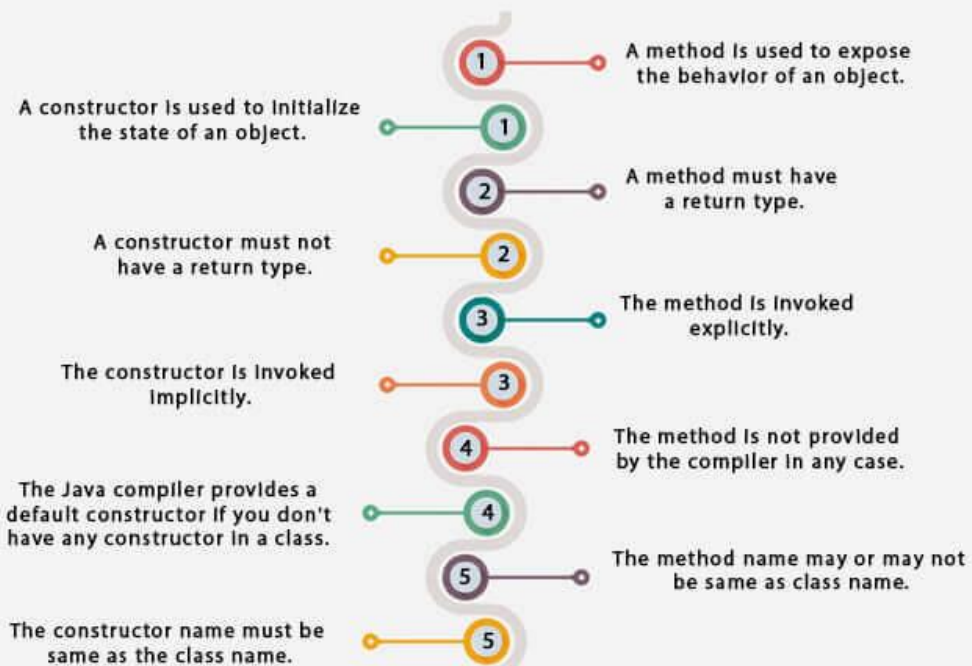 1
A method is used to expose
the behavior of an object.
A constructor is used to initialize
the state of an object.
1
2
A method must have
a return type.
A constructor must not
have a return type.
2
3
The method is invoked
explicitly.
The constructor is invoked
implicitly.
3
4
The method is not provided
by the compiler in any case.
The Java compiler provides a
default constructor if you don't
have any constructor in a class.
4
5
The method name may or may not
be same as class name.
The constructor name must be
same as the class name.
5